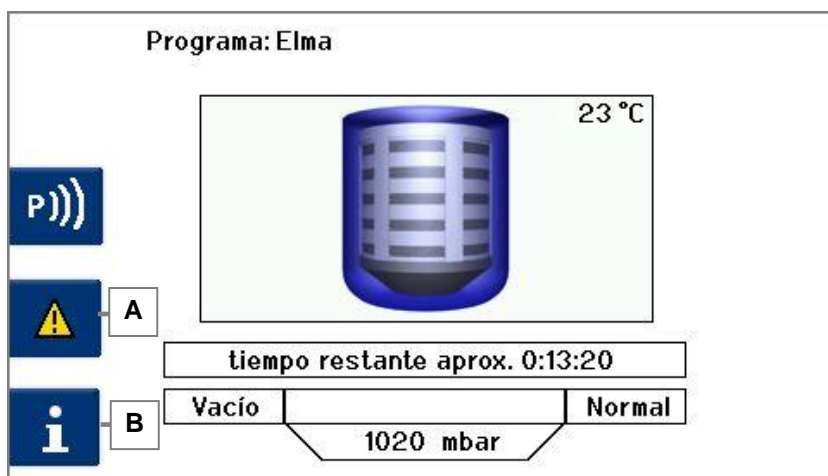 Programa: Elma
23 °C
P)))
A
tiempo restante aprox. 0:13:20
B
i
Vacío
Normal
1020 mbar